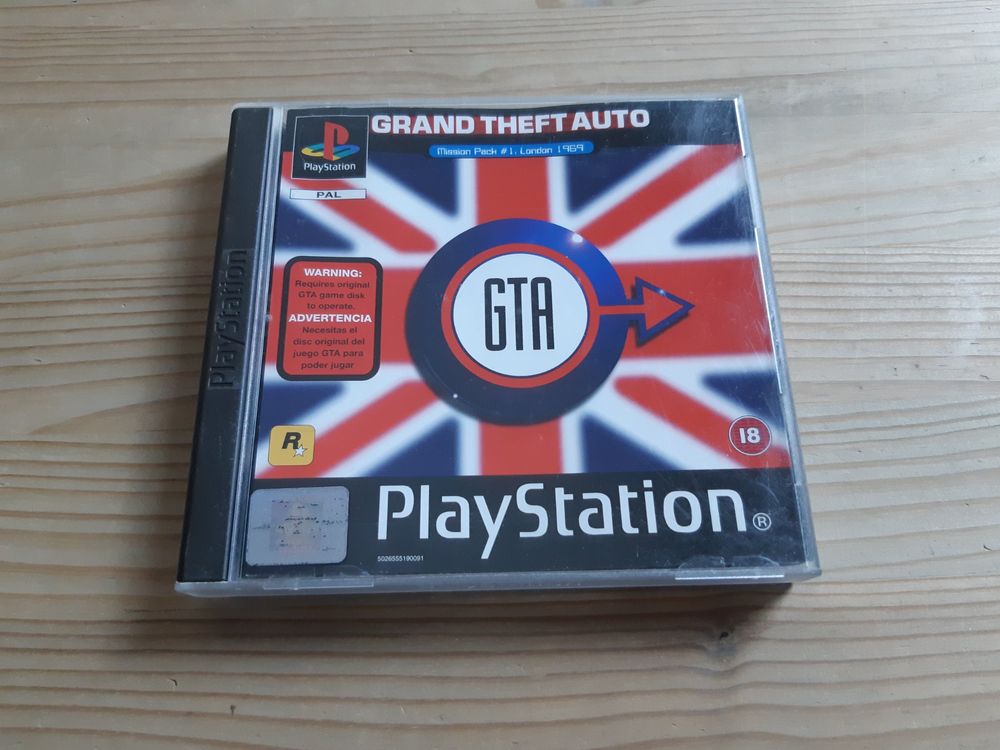 GRAND THEFT AUTO
Mission Pack #1, London 1969
PlayStation
PAL
WARNING:
Requires original
GTA game disk
to operate.
ADVERTENCIA
Necesitas el
disc original del
juego GTA para
poder jugar
GTA
PlayStation
R
18
PlayStation®
5026555190091